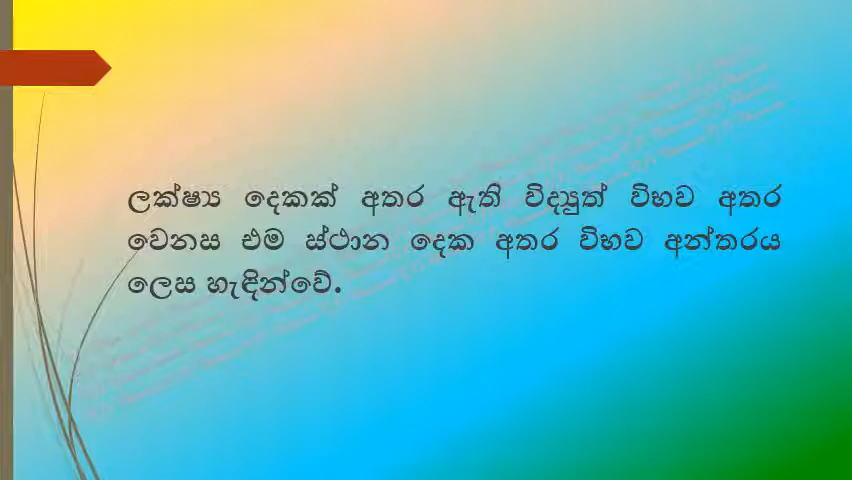 ලක්ෂ්‍ය දෙකක් අතර ඇති විද්‍යුත් විභව අතර
වෙනස එම ස්ථාන දෙක අතර විභව අන්තරය
ලෙස හැඳින්වේ.